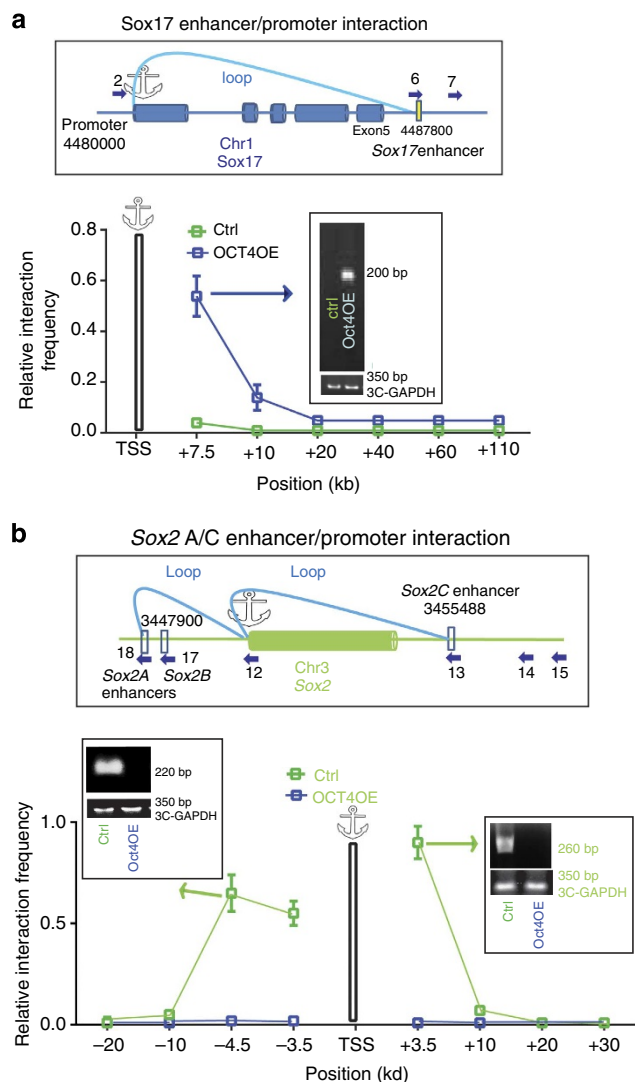 a
Sox17 enhancer/promoter interaction
2
loop
6
7
Promoter
4480000
Chr1
Sox17
Exon5
4487800
Sox17enhancer
Relative interaction
frequency
0.8
0.6
0.4
0.2
0.0
Ctrl
OCT4OE
ctrl
Oct4OE
200 bp
350 bp
3C-GAPDH
TSS
+7.5
+10
+20
+40
+60
+110
Position (kb)
b
Sox2 A/C enhancer/promoter interaction
Loop
Loop
Sox2C enhancer
3455488
3447900
18
17
12
13
14
15
Sox2A
Sox2B
enhancers
Chr3
Sox2
Relative interaction frequency
1.0
0.5
0.0
220 bp
350 bp
3C-GAPDH
Ctrl
Oct4OE
Ctrl
OCT4OE
260 bp
350 bp
3C-GAPDH
Ctrl
Oct4OE
−20
−10
−4.5
−3.5
TSS
+3.5
+10
+20
+30
Position (kd)